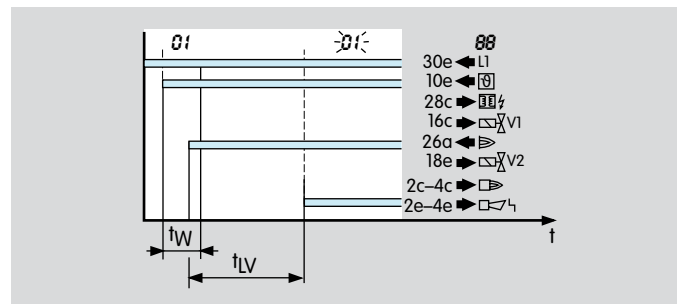 01 01 88
30e L1
10e ϑ
28c
16c V1
26a
18e V2
2c–4c
2e–4e
t
tW
tLV